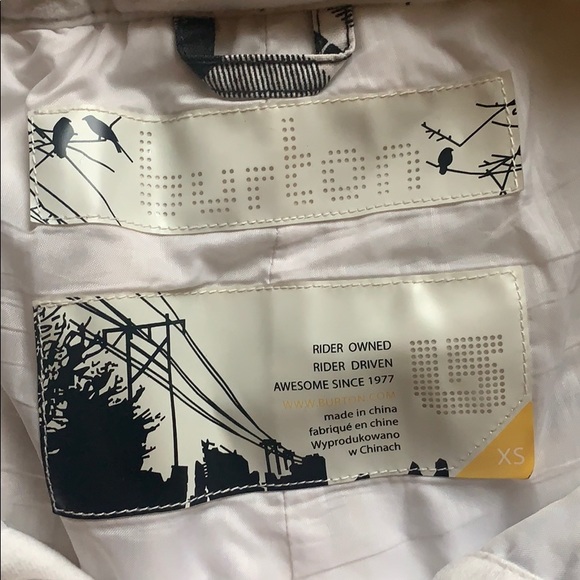 burton
RIDER OWNED
RIDER DRIVEN
AWESOME SINCE 1977
WWW.BURTON.COM
made in china
fabriqué en chine
Wyprodukowano
w Chinach
XS